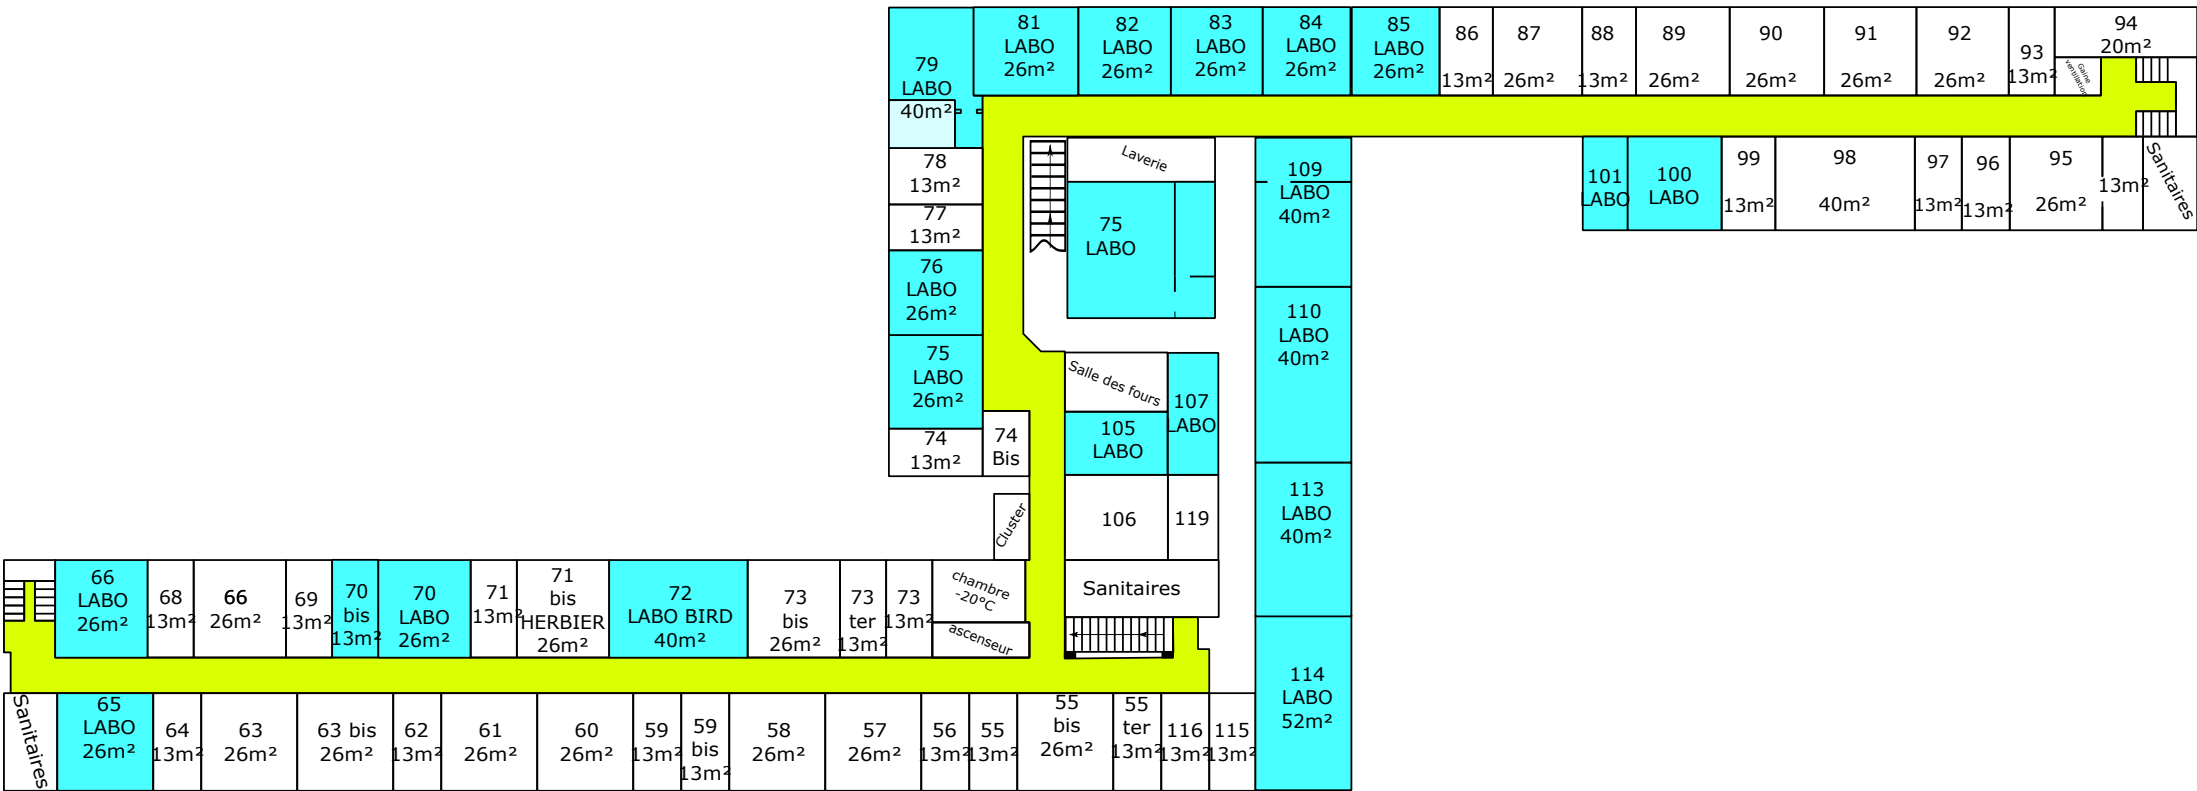 79
LABO
40m²
81
LABO
26m²
82
LABO
26m²
83
LABO
26m²
84
LABO
26m²
85
LABO
26m²
86
13m²
87
26m²
88
13m²
89
26m²
90
26m²
91
26m²
92
26m²
93
13m²
94
20m²
Gaine
ventilation
78
13m²
77
13m²
76
LABO
26m²
75
LABO
26m²
74
13m²
74
Bis
Laverie
75
LABO
109
LABO
40m²
101
LABO
100
LABO
99
13m²
98
40m²
97
13m²
96
13m²
95
26m²
13m²
Sanitaires
110
LABO
40m²
Salle des fours
107
LABO
105
LABO
106
119
113
LABO
40m²
Cluster
Sanitaires
66
LABO
26m²
68
13m²
66
26m²
69
13m²
70
bis
13m²
70
LABO
26m²
71
13m²
71
bis
HERBIER
26m²
72
LABO BIRD
40m²
73
bis
26m²
73
ter
13m²
73
13m²
chambre
-20°C
ascenseur
114
LABO
52m²
Sanitaires
65
LABO
26m²
64
13m²
63
26m²
63 bis
26m²
62
13m²
61
26m²
60
26m²
59
13m²
59
bis
13m²
58
26m²
57
26m²
56
13m²
55
13m²
55
bis
26m²
55
ter
13m²
116
13m²
115
13m²